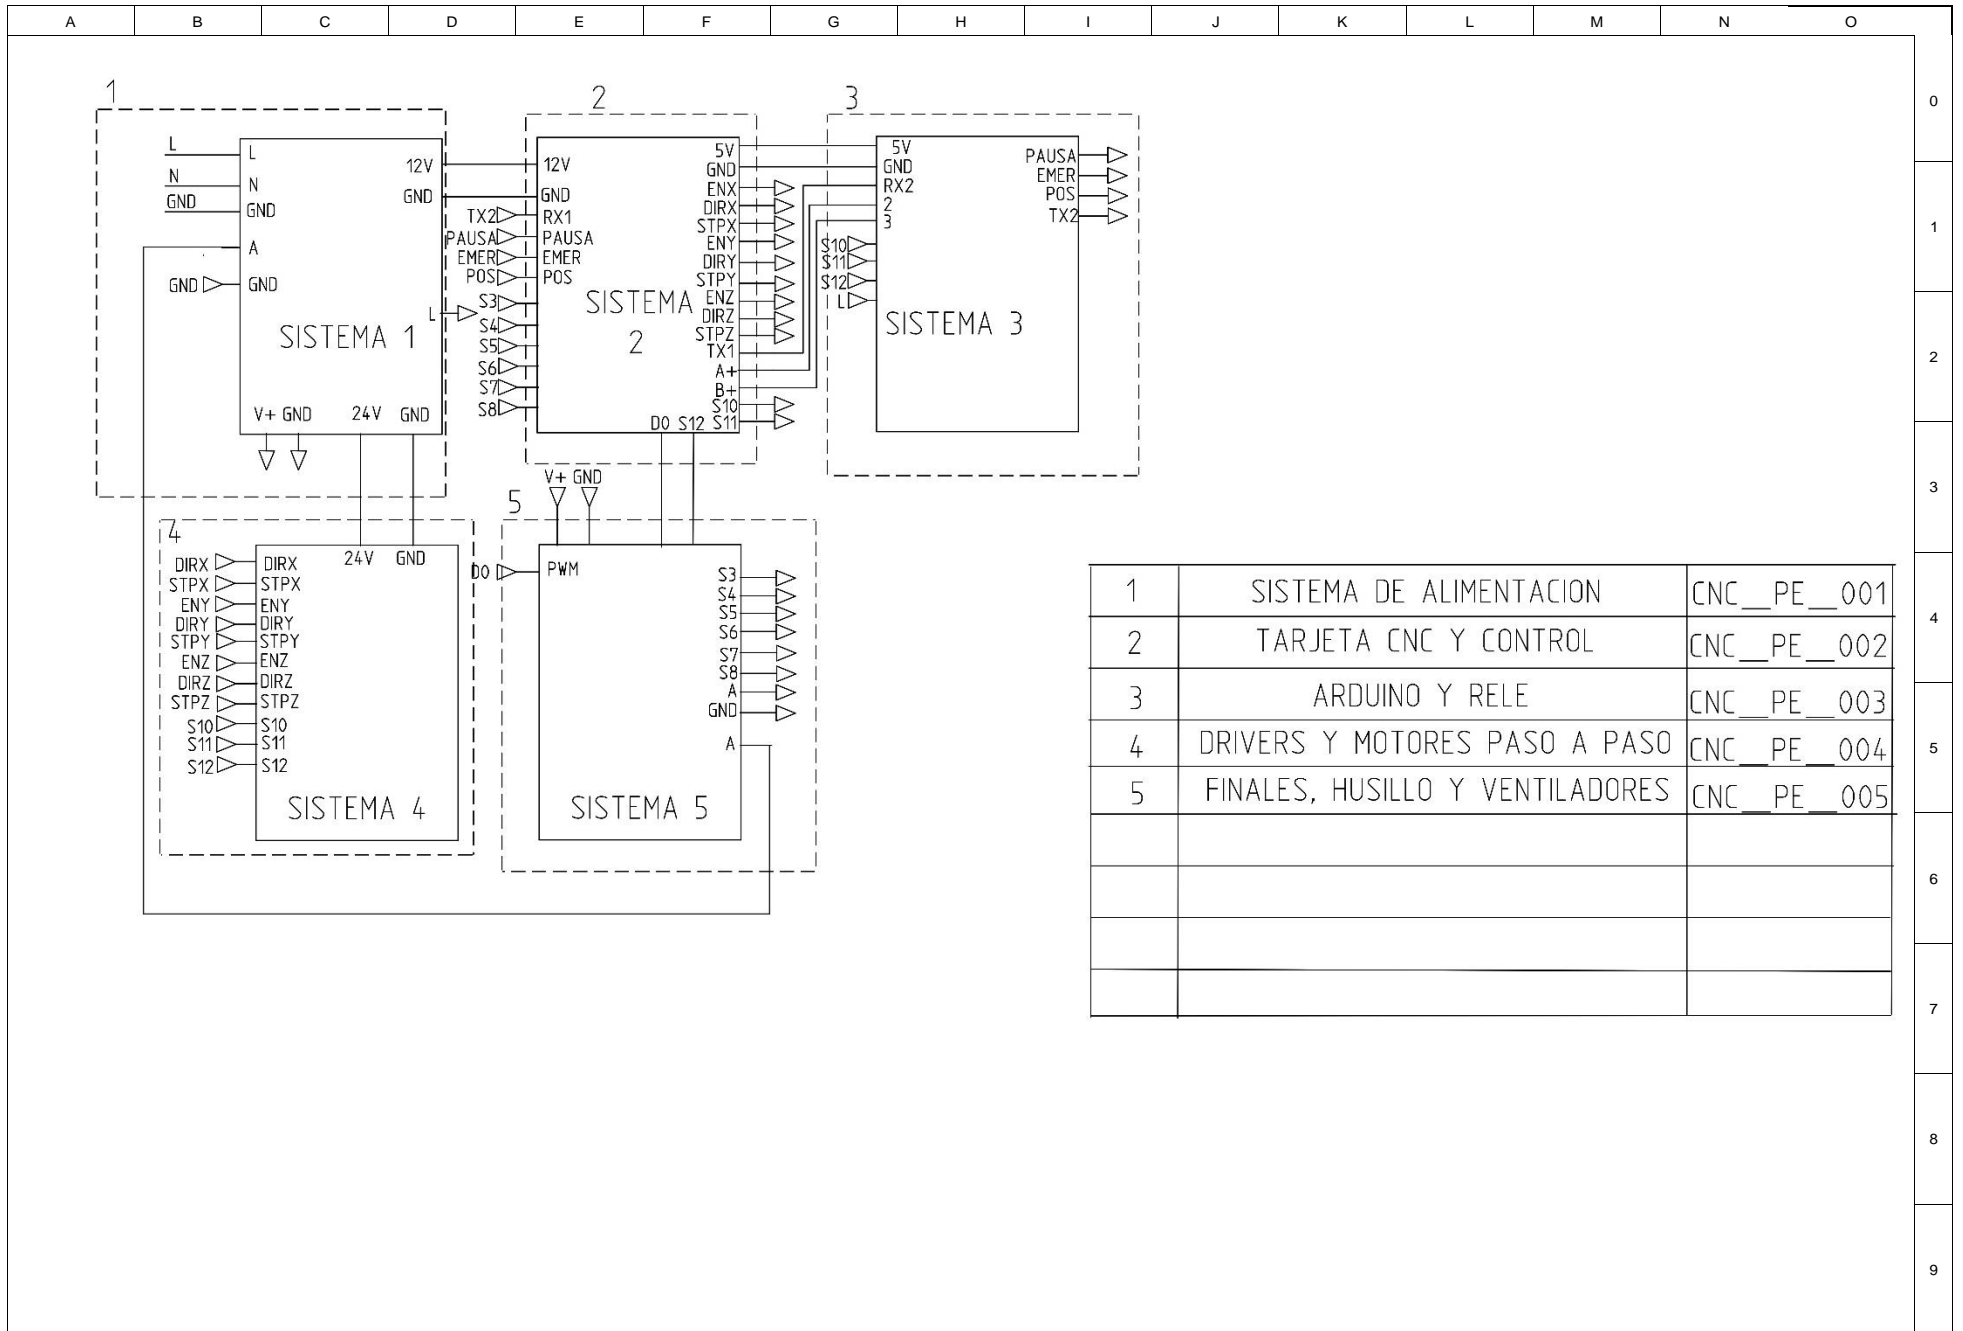 A B C D E F G H I J K L M N O
0
1
2
3
4
5
6
7
8
9
1
L
N
GND
L
N
GND
A
GND
GND
12V
GND
L
SISTEMA 1
V+ GND 24V GND
2
12V
GND
TX2 RX1
PAUSA PAUSA
EMER EMER
POS POS
S3
S4
S5
S6
S7
S8
SISTEMA
2
5V
GND
ENX
DIRX
STPX
ENY
DIRY
STPY
ENZ
DIRZ
STPZ
TX1
A+
B+
S10
D0 S12 S11
3
5V
GND
RX2
2
3
S10
S11
S12
L
SISTEMA 3
PAUSA
EMER
POS
TX2
4
24V GND
DIRX DIRX
STPX STPX
ENY ENY
DIRY DIRY
STPY STPY
ENZ ENZ
DIRZ DIRZ
STPZ STPZ
S10 S10
S11 S11
S12 S12
SISTEMA 4
5
V+ GND
D0 PWM
S3
S4
S5
S6
S7
S8
A
GND
A
SISTEMA 5
1 SISTEMA DE ALIMENTACION CNC__PE__001
2 TARJETA CNC Y CONTROL CNC__PE__002
3 ARDUINO Y RELE CNC__PE__003
4 DRIVERS Y MOTORES PASO A PASO CNC__PE__004
5 FINALES, HUSILLO Y VENTILADORES CNC__PE__005